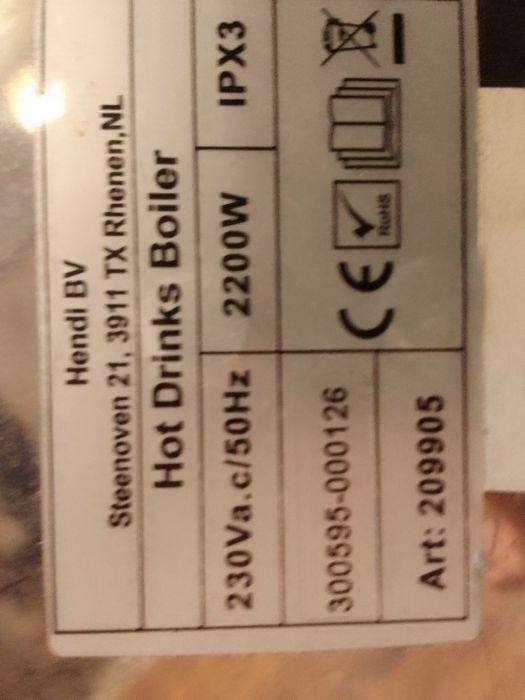 Hendi BV
Steenoven 21, 3911 TX Rhenen,NL
Hot Drinks Boiler
230Va.c/50Hz 2200W IPX3
300595-000126
Art: 209905
CE
RoHS